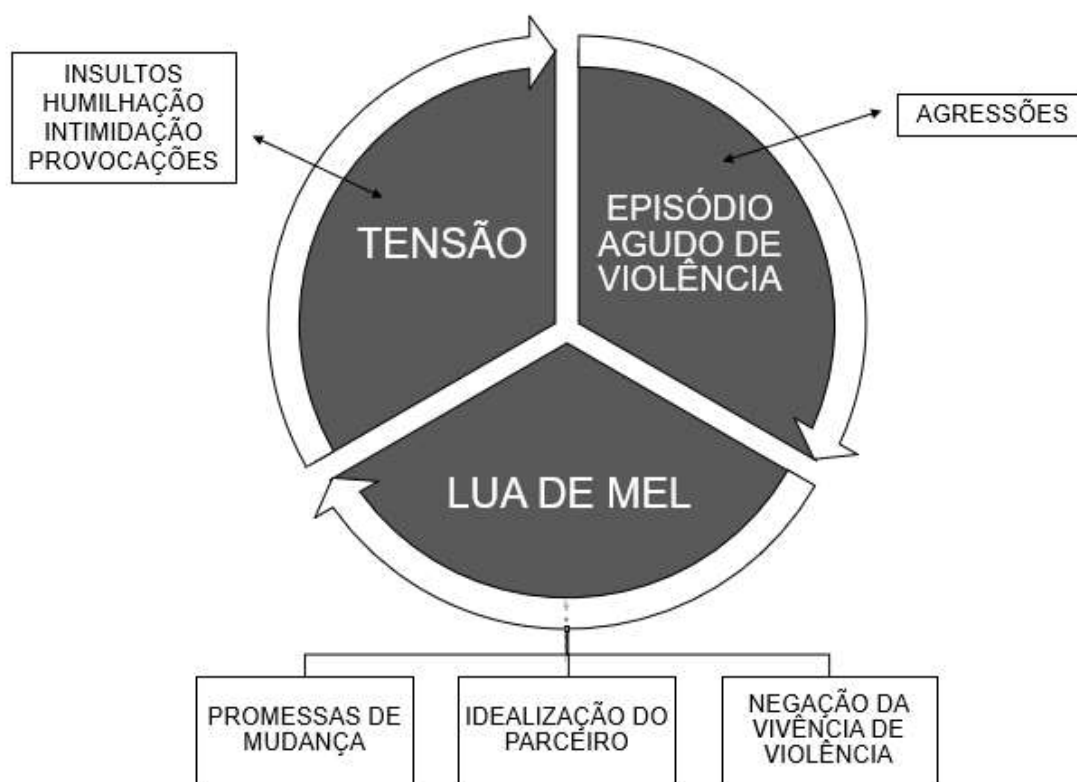 INSULTOS
HUMILHAÇÃO
INTIMIDAÇÃO
PROVOCAÇÕES
TENSÃO
AGRESSÕES
EPISÓDIO
AGUDO DE
VIOLÊNCIA
LUA DE MEL
PROMESSAS DE
MUDANÇA
IDEALIZAÇÃO DO
PARCEIRO
NEGAÇÃO DA
VIVÊNCIA DE
VIOLÊNCIA